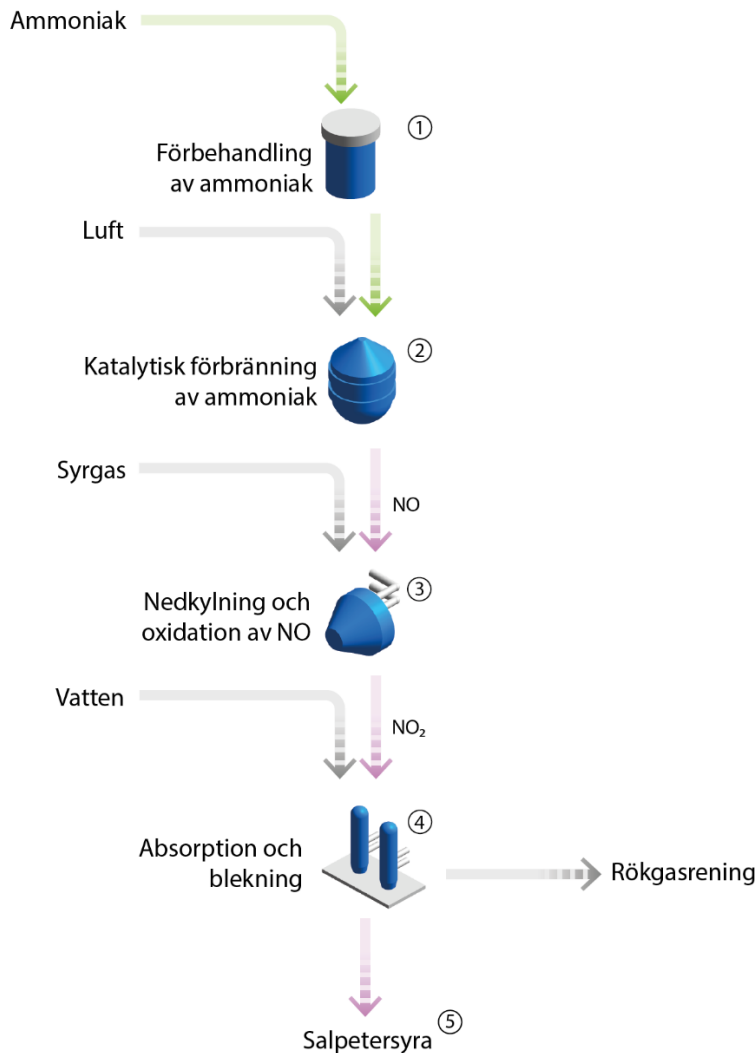 Ammoniak
①
Förbehandling
av ammoniak
Luft
②
Katalytisk förbränning
av ammoniak
Syrgas
NO
③
Nedkylning och
oxidation av NO
Vatten
NO₂
④
Absorption och
blekning
Rökgasrening
Salpetersyra ⑤